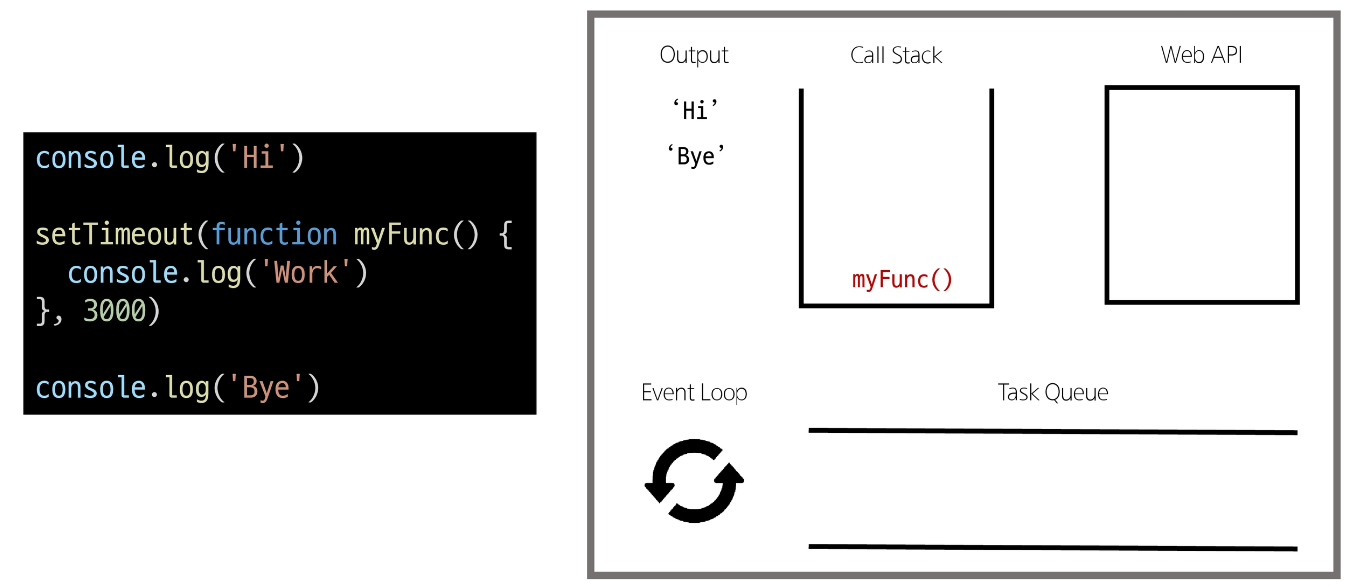 console.log('Hi')
setTimeout(function myFunc() {
  console.log('Work')
}, 3000)
console.log('Bye')
Output
Call Stack
Web API
‘Hi’
‘Bye’
myFunc()
Event Loop
Task Queue